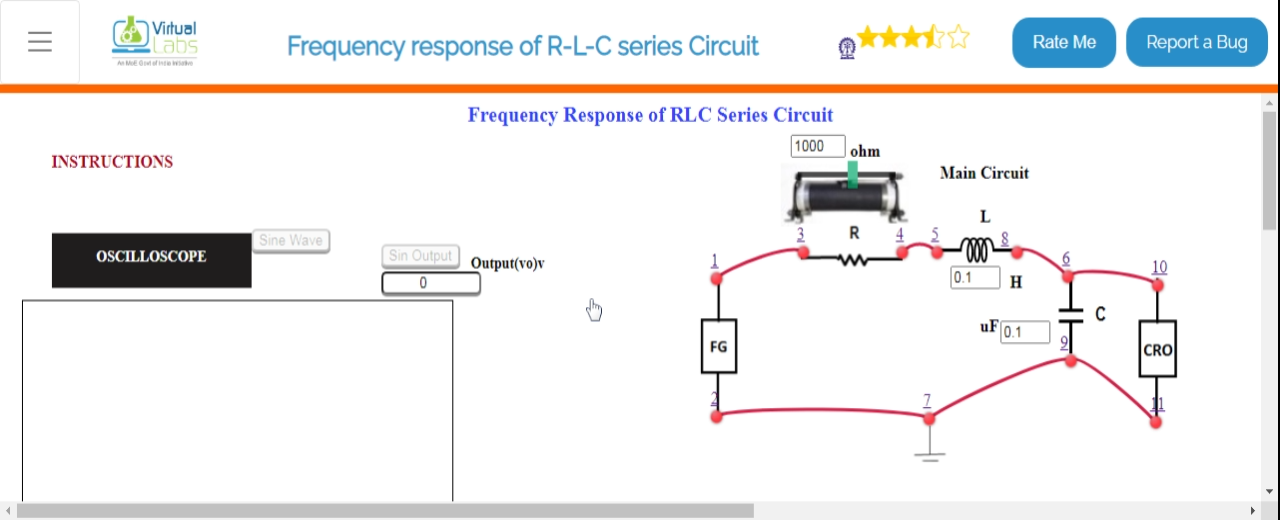 Virtual
Labs
An MoE Govt of India Initiative
Frequency response of R-L-C series Circuit
Rate Me
Report a Bug
Frequency Response of RLC Series Circuit
INSTRUCTIONS
1000
ohm
Main Circuit
L
OSCILLOSCOPE
Sine Wave
Sin Output
Output(vo)v
0
3
R
4
5
8
1
6
10
0.1
H
C
uF
0.1
FG
9
CRO
2
7
11